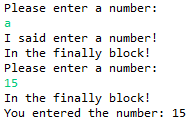 Please enter a number:
a
I said enter a number!
In the finally block!
Please enter a number:
15
In the finally block!
You entered the number: 15